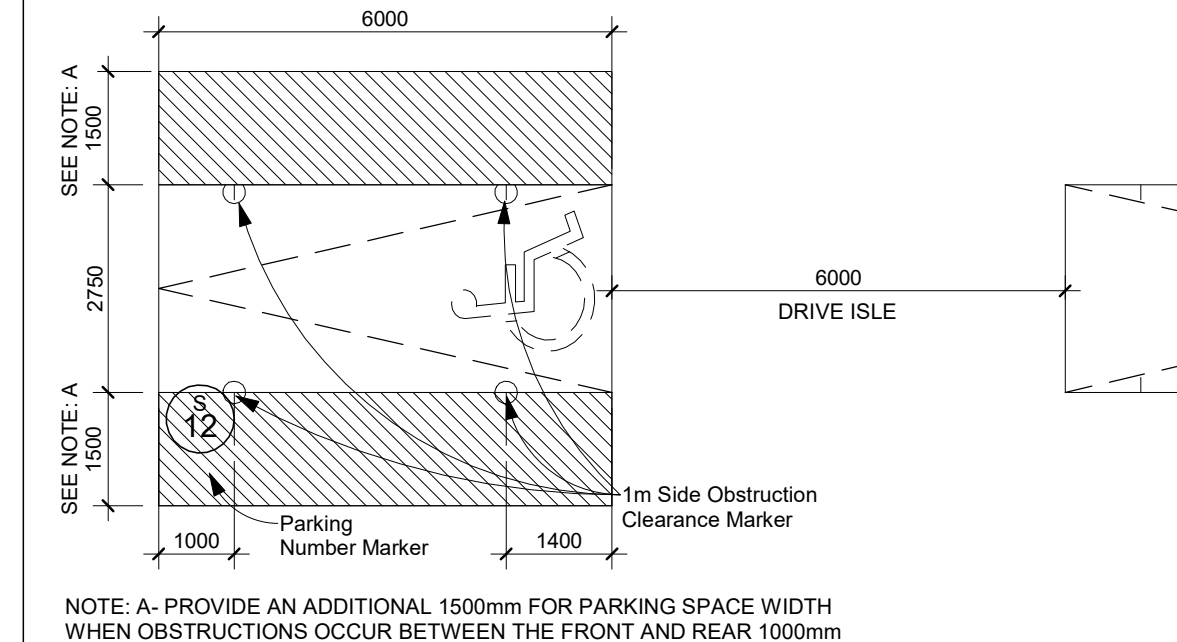 6000
SEE NOTE: A
1500
2750
6000
DRIVE ISLE
SEE NOTE: A
1500
S
12
1m Side Obstruction
Clearance Marker
Parking
Number Marker
1000
1400
NOTE: A- PROVIDE AN ADDITIONAL 1500mm FOR PARKING SPACE WIDTH
WHEN OBSTRUCTIONS OCCUR BETWEEN THE FRONT AND REAR 1000mm